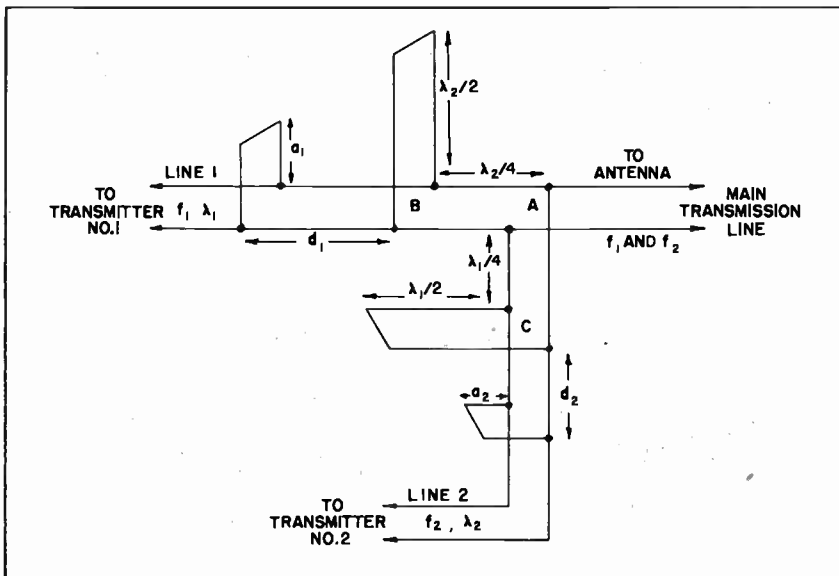 λ₂/2
a₁
LINE 1
λ₂/4
TO
ANTENNA
TO
TRANSMITTER
NO.1
f₁ λ₁
B
A
MAIN
TRANSMISSION
LINE
d₁
λ₁/4
f₁ AND f₂
λ₁/2
C
a₂
d₂
LINE 2
TO
TRANSMITTER
NO.2
f₂ , λ₂